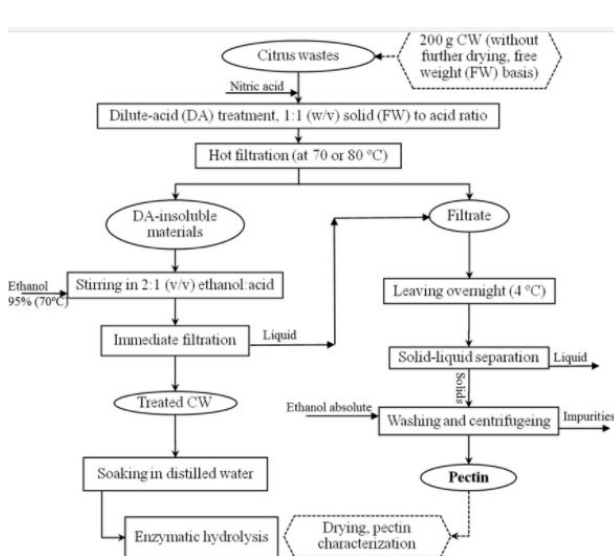 Citrus wastes
200 g CW (without
further drying, free
weight (FW) basis)
Nitric acid
Dilute-acid (DA) treatment, 1:1 (w/v) solid (FW) to acid ratio
Hot filtration (at 70 or 80 °C)
DA-insoluble
materials
Filtrate
Ethanol
95% (70°C)
Stirring in 2:1 (v/v) ethanol:acid
Leaving overnight (4 °C)
Immediate filtration
Liquid
Solid-liquid separation
Liquid
Solids
Treated CW
Ethanol absolute
Washing and centrifugeing
Impurities
Soaking in distilled water
Pectin
Enzymatic hydrolysis
Drying, pectin
characterization